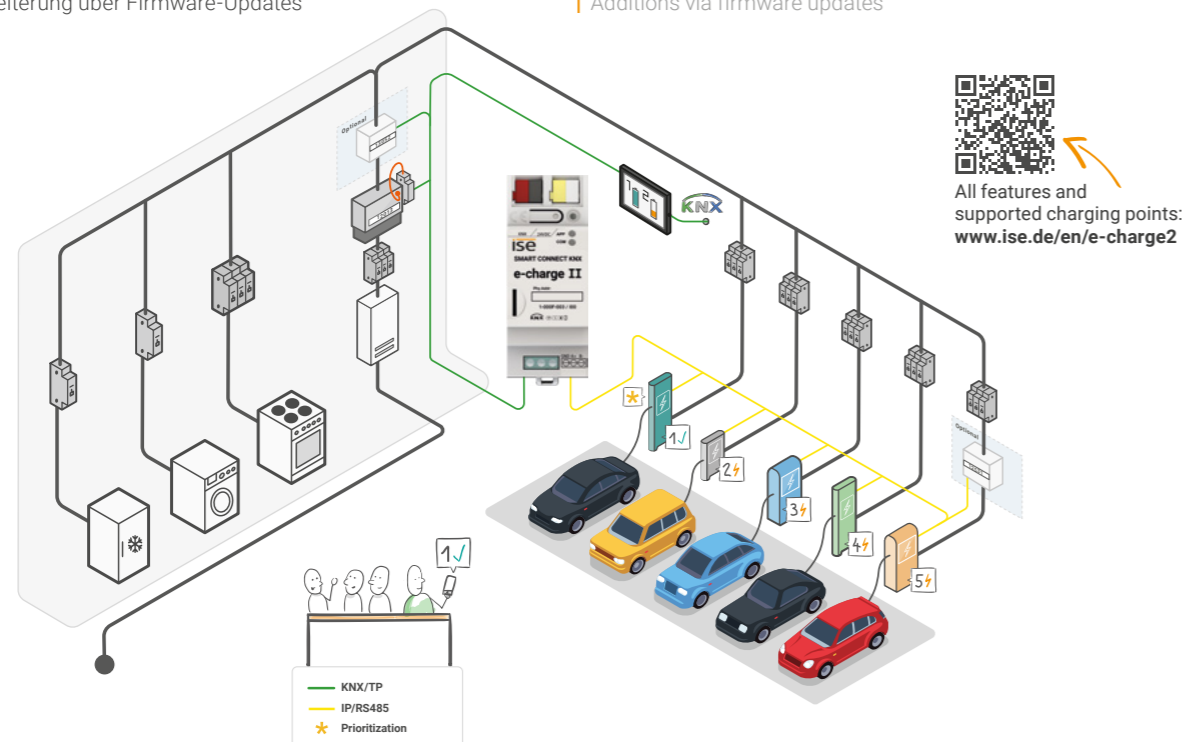 eiterung über Firmware-Updates
Additions via firmware updates
Optional
KNX
All features and
supported charging points:
www.ise.de/en/e-charge2
ise
SMART CONNECT KNX
e-charge II
KNX
1 2
1✓
2
3
4
5
Optional
1✓
KNX/TP
IP/RS485
Prioritization